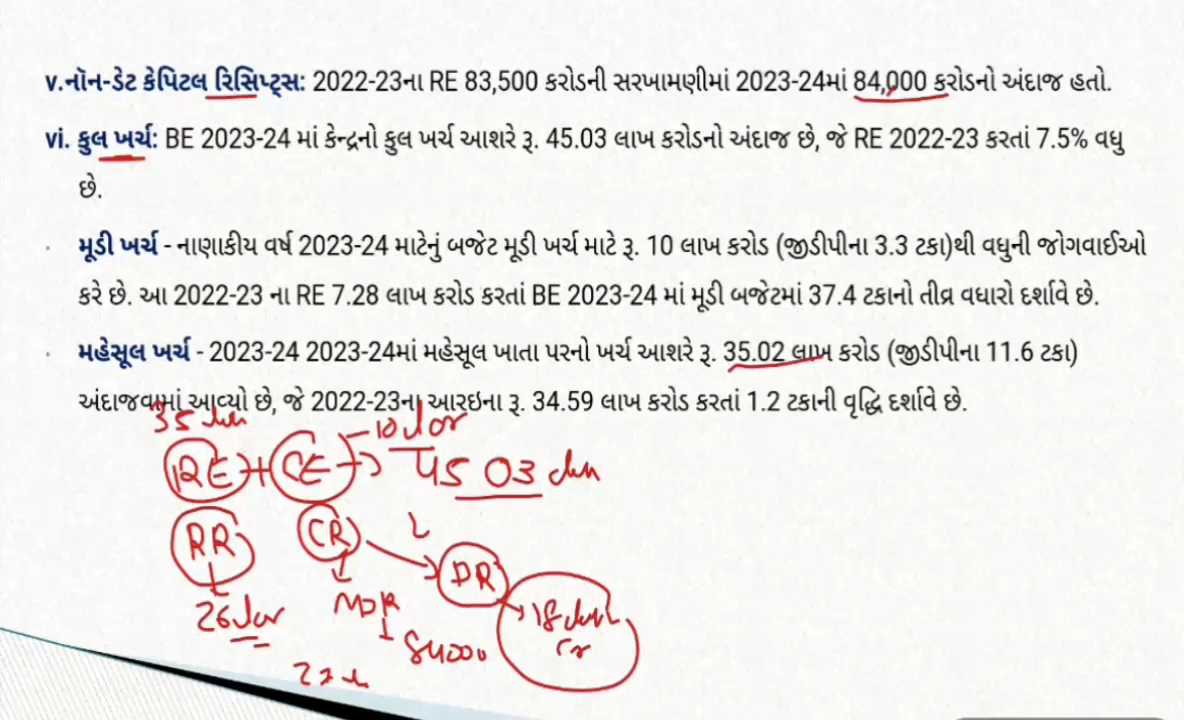 v.નૉન-ડેટ કેપિટલ રિસિપ્ટ્સ: 2022-23ના RE 83,500 કરોડની સરખામણીમાં 2023-24માં 84,000 કરોડનો અંદાજ હતો.
vi. કુલ ખર્ચ: BE 2023-24 માં કેન્દ્રનો કુલ ખર્ચ આશરે રૂ. 45.03 લાખ કરોડનો અંદાજ છે, જે RE 2022-23 કરતાં 7.5% વધુ
છે.
· મૂડી ખર્ચ - નાણાકીય વર્ષ 2023-24 માટેનું બજેટ મૂડી ખર્ચ માટે રૂ. 10 લાખ કરોડ (જીડીપીના 3.3 ટકા)થી વધુની જોગવાઈઓ
કરે છે. આ 2022-23 ના RE 7.28 લાખ કરોડ કરતાં BE 2023-24 માં મૂડી બજેટમાં 37.4 ટકાનો તીવ્ર વધારો દર્શાવે છે.
· મહેસૂલ ખર્ચ - 2023-24 2023-24માં મહેસૂલ ખાતા પરનો ખર્ચ આશરે રૂ. 35.02 લાખ કરોડ (જીડીપીના 11.6 ટકા)
અંદાજવામાં આવ્યો છે, જે 2022-23ના આરઇના રૂ. 34.59 લાખ કરોડ કરતાં 1.2 ટકાની વૃદ્ધિ દર્શાવે છે.
35 10
RE + CE → 45 03
RR CR DR
26 NDR 18
84000 Cr